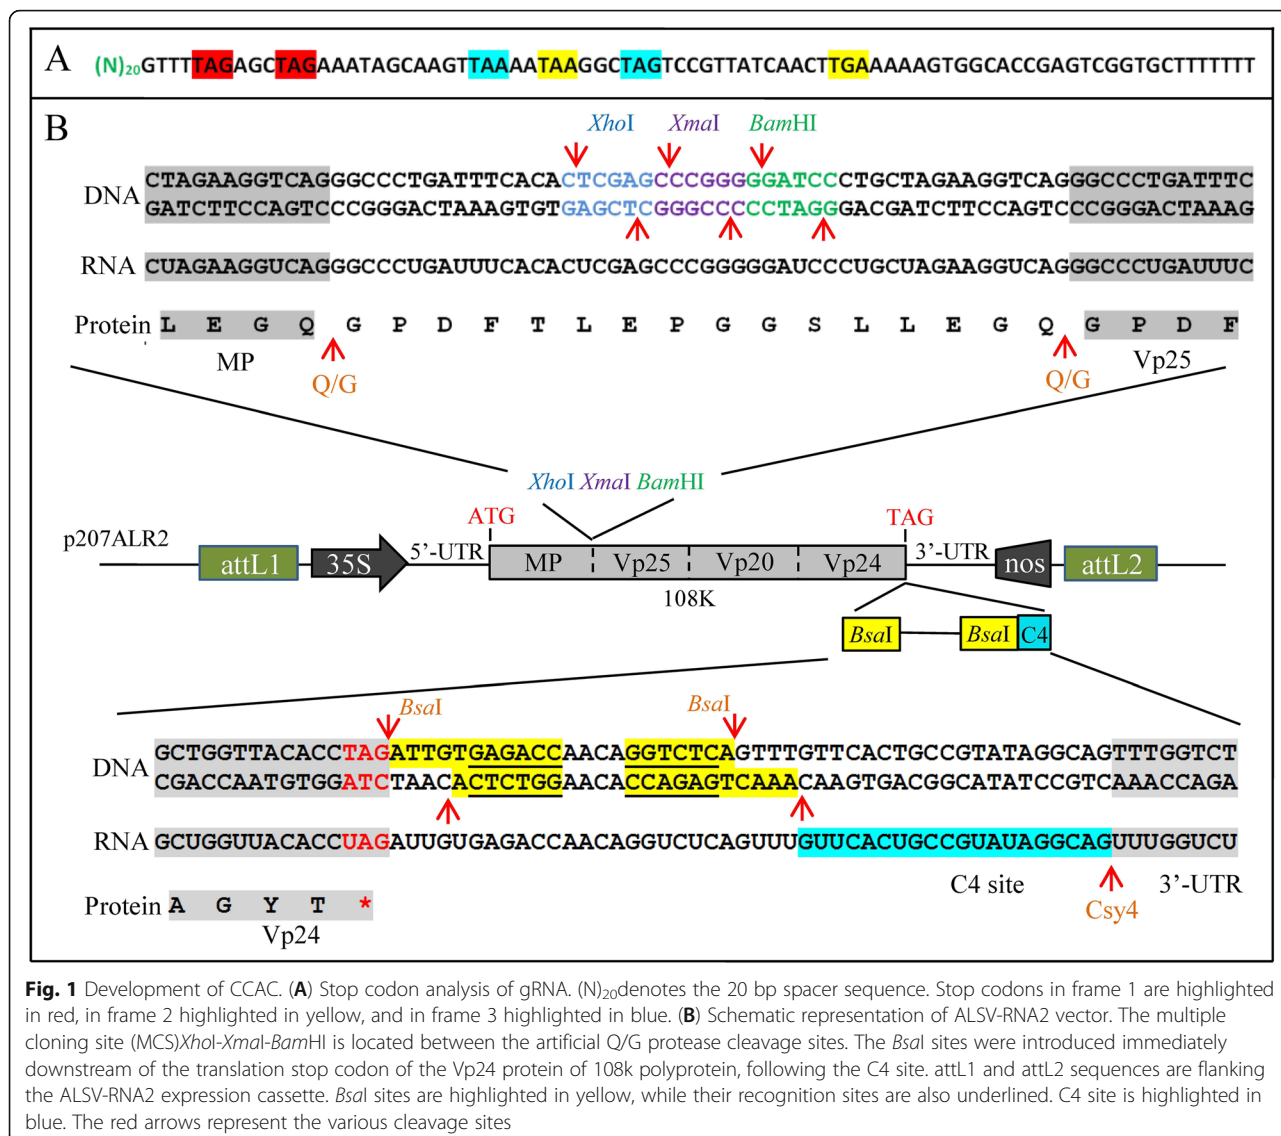 A
(N)20GTTTTAGAGCTAGAAATAGCAAGTTAAAATAAGGCTAGTCCGTTATCAACTTGAAAAAGTGGCACCGAGTCGGTGCTTTTTTT
B
XhoI XmaI BamHI
DNA
CTAGAAGGTCAGGGCCCTGATTTCACACTCGAGCCCGGGGGATCCCTGCTAGAAGGTCAGGGCCCTGATTTC
GATCTTCCAGTCCCGGGACTAAAGTGTGAGCTCGGGCCCCCTAGGGACGATCTTCCAGTCCCGGGACTAAAG
RNA CUAGAAGGUCAGGGCCCUGAUUUCACACUCGAGCCCGGGGGAUCCCUGCUAGAAGGUCAGGGCCCUGAUUUC
Protein L E G Q G P D F T L E P G G S L L E G Q G P D F
MP Vp25
Q/G Q/G
XhoI XmaI BamHI
ATG TAG
p207ALR2 5’-UTR 3’-UTR
attL1 35S MP Vp25 Vp20 Vp24 nos attL2
108K
BsaI BsaI C4
BsaI BsaI
DNA
GCTGGTTACACCTAGATTGTGAGACCAACAGGTCTCAGTTTGTTCACTGCCGTATAGGCAGTTTGGTCT
CGACCAATGTGGATCTAACACTCTGGAACACCAGAGTCAAACAAGTGACGGCATATCCGTCAAACCAGA
RNA GCUGGUUACACCUAGAUUGUGAGACCAACAGGUCUCAGUUUGUUCACUGCCGUAUAGGCAGUUUGGUCU
C4 site 3’-UTR
Protein A G Y T *
Vp24 Csy4
Fig. 1 Development of CCAC. (A) Stop codon analysis of gRNA. (N)20denotes the 20 bp spacer sequence. Stop codons in frame 1 are highlighted
in red, in frame 2 highlighted in yellow, and in frame 3 highlighted in blue. (B) Schematic representation of ALSV-RNA2 vector. The multiple
cloning site (MCS)XhoI-XmaI-BamHI is located between the artificial Q/G protease cleavage sites. The BsaI sites were introduced immediately
downstream of the translation stop codon of the Vp24 protein of 108k polyprotein, following the C4 site. attL1 and attL2 sequences are flanking
the ALSV-RNA2 expression cassette. BsaI sites are highlighted in yellow, while their recognition sites are also underlined. C4 site is highlighted in
blue. The red arrows represent the various cleavage sites